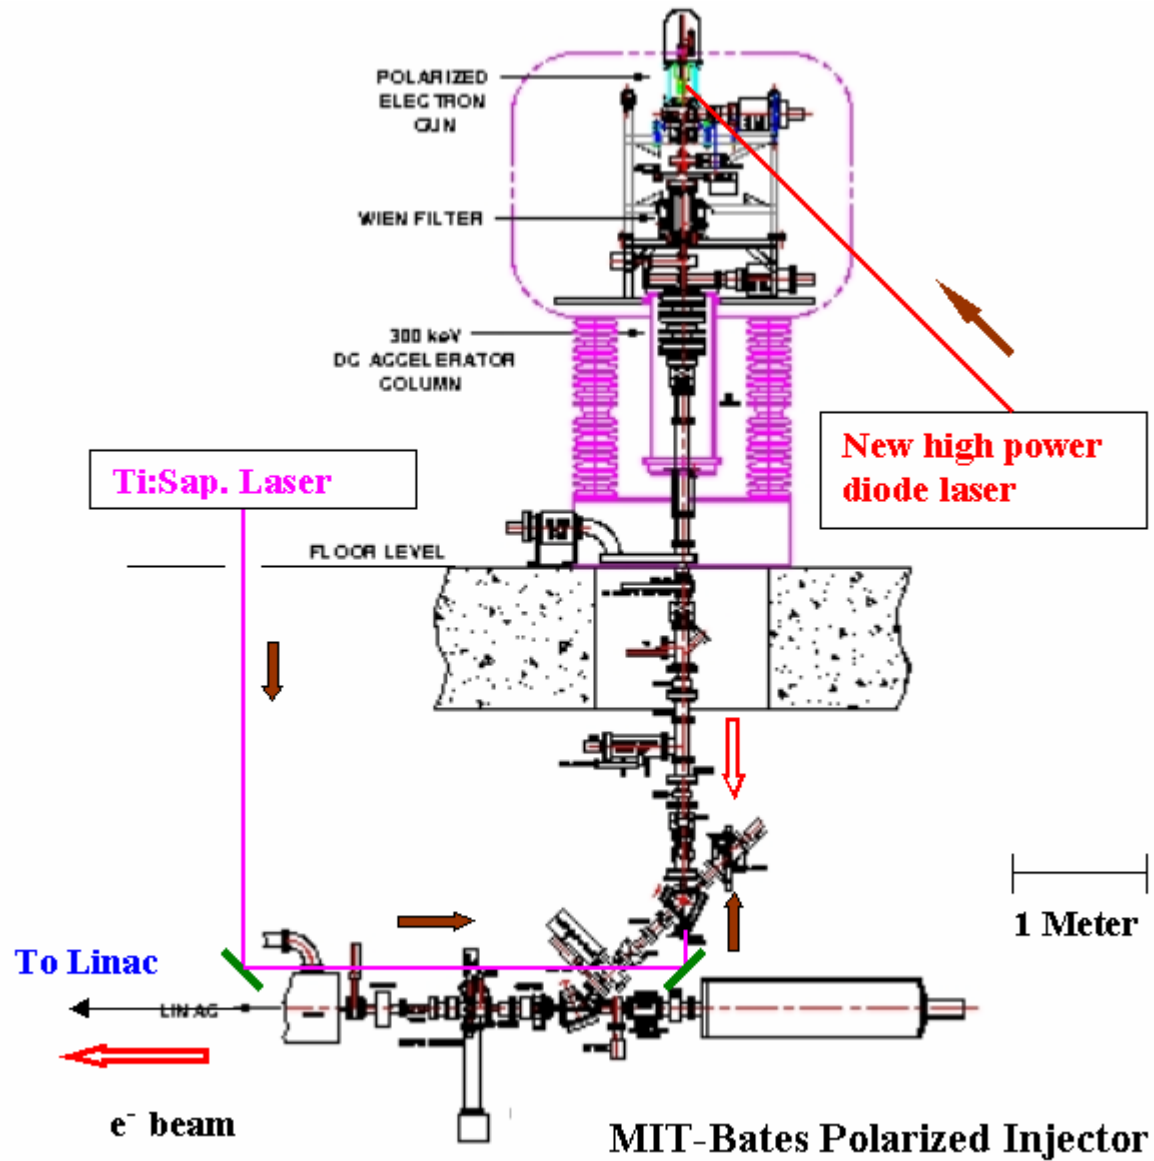 POLARIZED
ELECTRON
GUN
WIEN FILTER
300 keV
DC ACCELERATOR
COLUMN
New high power
diode laser
Ti:Sap. Laser
FLOOR LEVEL
1 Meter
To Linac
LINAC
e⁻ beam
MIT-Bates Polarized Injector